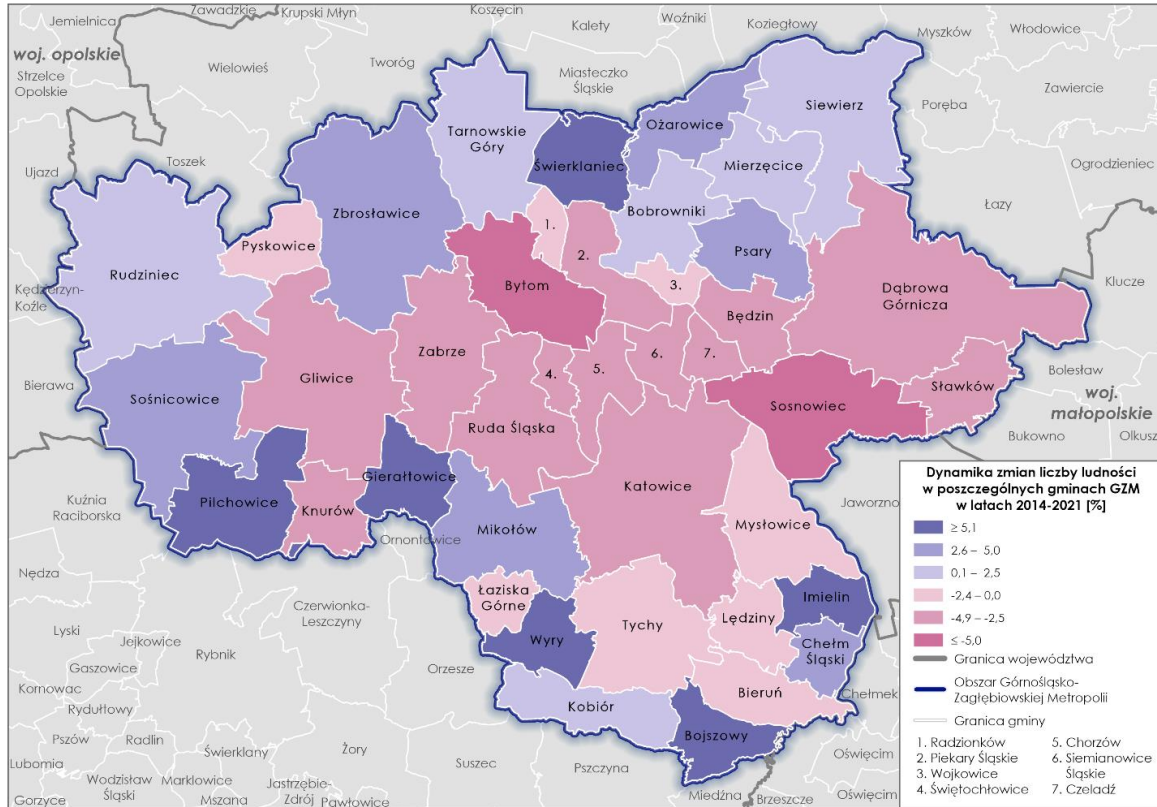 Jemielnica
Zawadzkie
Krupski Młyn
Koszęcin
Kalety
Woźniki
Koziegłowy
Myszków
Włodowice
woj. opolskie
Strzelce
Opolskie
Wielowieś
Tworóg
Miasteczko
Śląskie
Siewierz
Poręba
Zawiercie
Ożarowice
Tarnowskie
Góry
Świerklaniec
Mierzęcice
Ogrodzieniec
Ujazd
Toszek
Zbrosławice
Bobrowniki
Łazy
Pyskowice
1.
2.
Psary
Rudziniec
Kędzierzyn-
Koźle
Bytom
3.
Dąbrowa
Górnicza
Klucze
Będzin
Zabrze
6.
7.
4.
5.
Bierawa
Gliwice
Sławków
Bolesław
Sośnicowice
Sosnowiec
woj.
małopolskie
Ruda Śląska
Bukowno
Olkusz
Gierałtowice
Katowice
Pilchowice
Kuźnia
Raciborska
Knurów
Mikołów
Mysłowice
Jaworzno
Ornontowice
Nędza
Łaziska
Górne
Imielin
Czerwionka-
Leszczyny
Tychy
Lędziny
Wyry
Lyski
Jejkowice
Rybnik
Chełm
Śląski
Gaszowice
Orzesze
Kornowac
Rydułtowy
Bieruń
Chełmek
Kobiór
Pszów
Radlin
Świerklany
Żory
Bojszowy
Lubomia
Suszec
Pszczyna
Oświęcim
Wodzisław
Śląski
Marklowice
Jastrzębie-
Zdrój
Gorzyce
Mszana
Pawłowice
Miedźna
Brzeszcze
Oświęcim
Dynamika zmian liczby ludności
w poszczególnych gminach GZM
w latach 2014-2021 [%]
≥ 5,1
2,6 – 5,0
0,1 – 2,5
-2,4 – 0,0
-4,9 – -2,5
≤ -5,0
Granica województwa
Obszar Górnośląsko-
Zagłębiowskiej Metropolii
Granica gminy
1. Radzionków
2. Piekary Śląskie
3. Wojkowice
4. Świętochłowice
5. Chorzów
6. Siemianowice
Śląskie
7. Czeladź